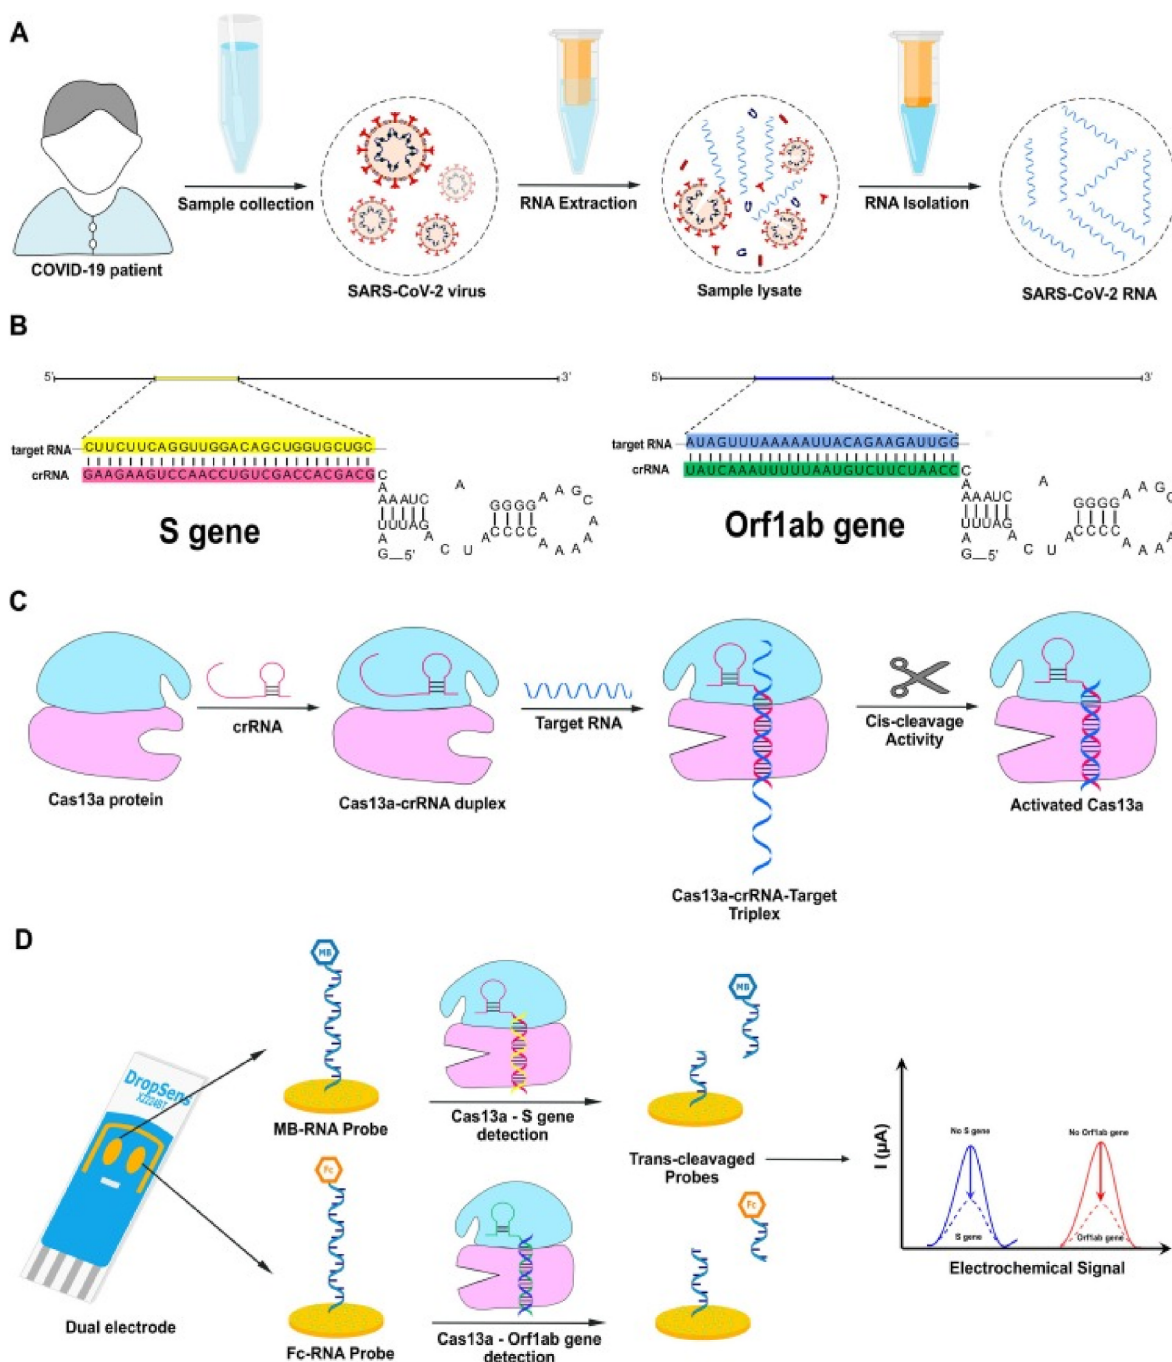 A
COVID-19 patient
Sample collection
SARS-CoV-2 virus
RNA Extraction
Sample lysate
RNA Isolation
SARS-CoV-2 RNA
B
5' 3'
target RNA CUUCUUCAGGUUGGACAGCUGGUGCUGC
crRNA GAAGAAGUCCAACCUGUCGACCACGACG
S gene
5' 3'
target RNA AUAGUUUAAAAAUUACAGAAGAUUGG
crRNA UAUCAAAUUUUUAAUGUCUUCUAACC
Orf1ab gene
C
Cas13a protein
crRNA
Cas13a-crRNA duplex
Target RNA
Cas13a-crRNA-Target
Triplex
Cis-cleavage
Activity
Activated Cas13a
D
DropSens
X2224BT
Dual electrode
MB
MB-RNA Probe
Cas13a - S gene
detection
MB
Fc
Fc-RNA Probe
Cas13a - Orf1ab gene
detection
Trans-cleavaged
Probes
Fc
I (µA)
No S gene
No Orf1ab gene
S gene
Orf1ab gene
Electrochemical Signal